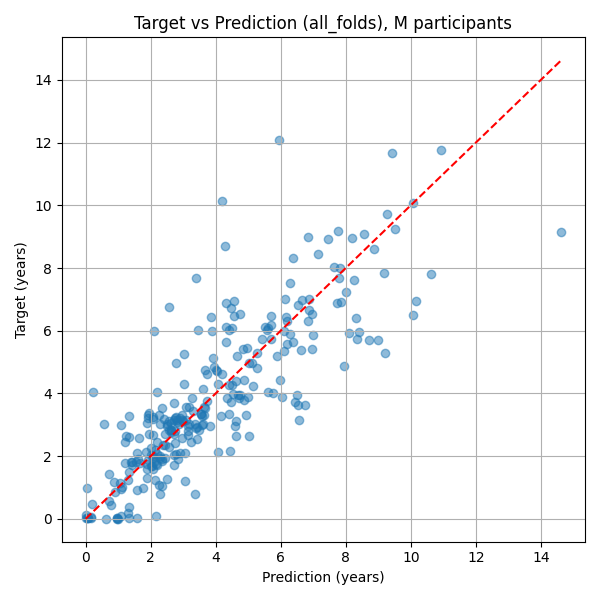 Target vs Prediction (all_folds), M participants
Target (years)
14
12
10
8
6
4
2
0
0 2 4 6 8 10 12 14
Prediction (years)